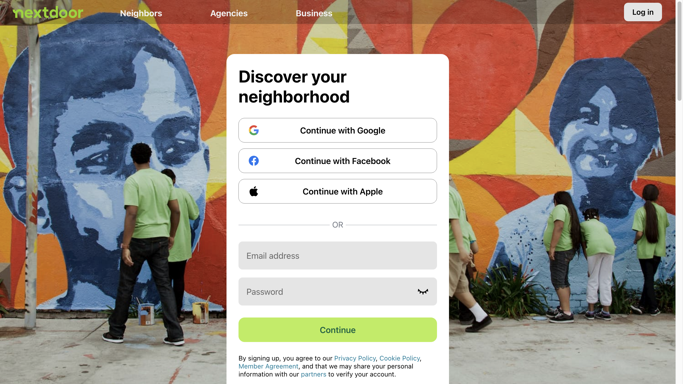 nextdoor
Neighbors
Agencies
Business
Log in
Discover your
neighborhood
Continue with Google
Continue with Facebook
Continue with Apple
OR
Email address
Password
Continue
By signing up, you agree to our Privacy Policy, Cookie Policy,
Member Agreement, and that we may share your personal
information with our partners to verify your account.